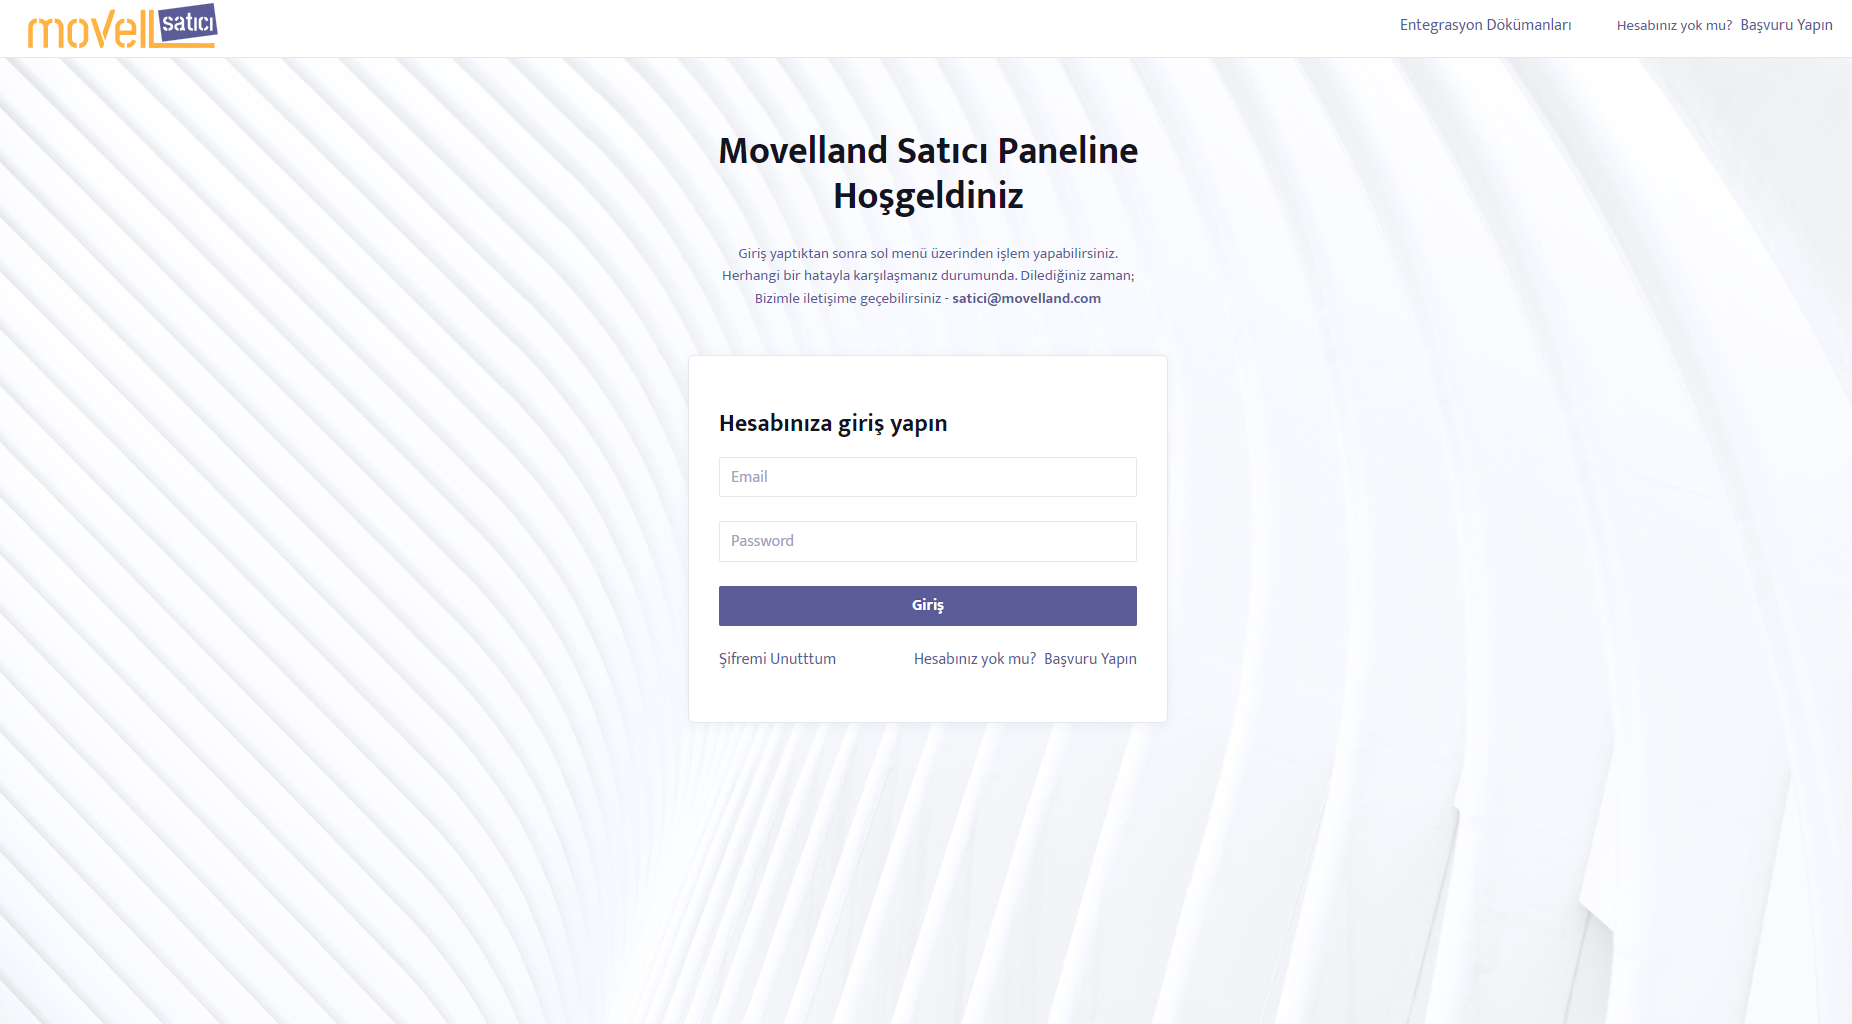 movell satıcı
Entegrasyon Dökümanları
Hesabınız yok mu? Başvuru Yapın
Movelland Satıcı Paneline
Hoşgeldiniz
Giriş yaptıktan sonra sol menü üzerinden işlem yapabilirsiniz.
Herhangi bir hatayla karşılaşmanız durumunda. Dilediğiniz zaman;
Bizimle iletişime geçebilirsiniz - satici@movelland.com
Hesabınıza giriş yapın
Email
Password
Giriş
Şifremi Unutttum
Hesabınız yok mu? Başvuru Yapın